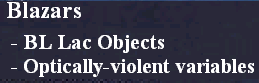 Blazars
- BL Lac Objects
- Optically-violent variables